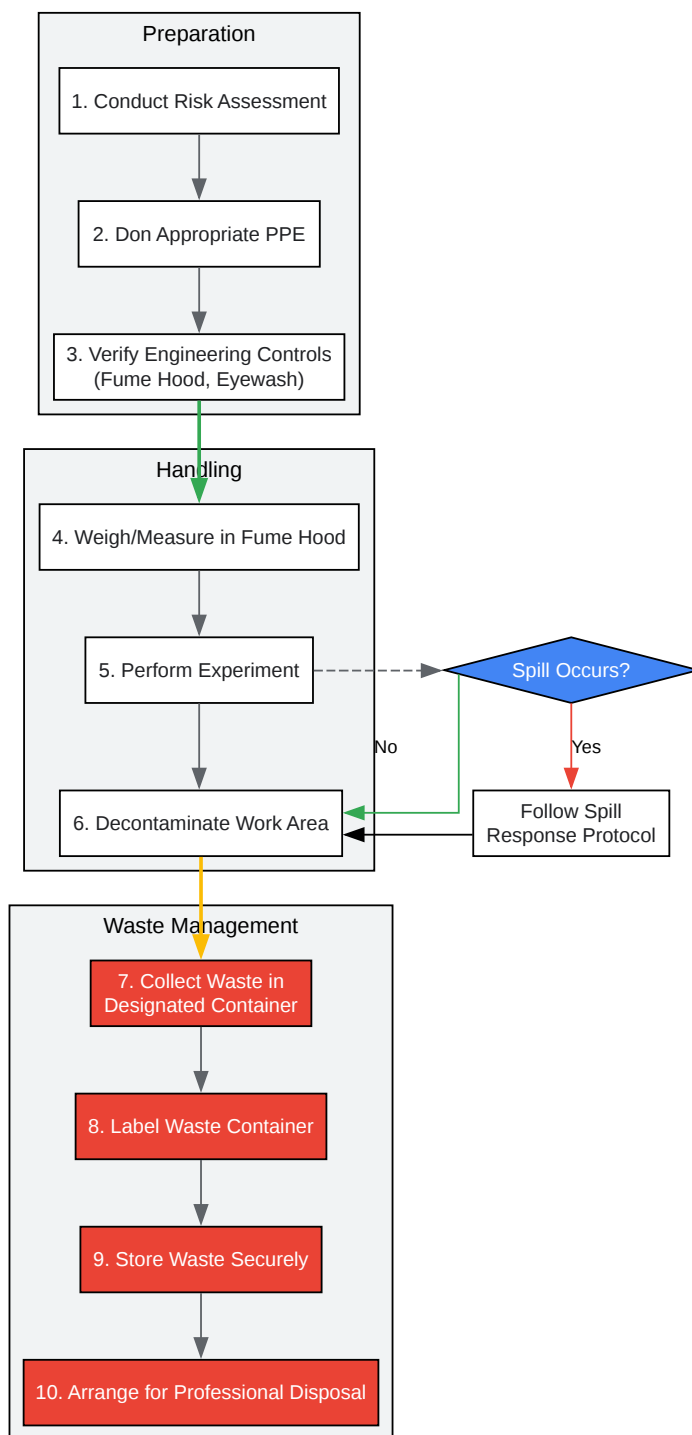 Preparation
1. Conduct Risk Assessment
2. Don Appropriate PPE
3. Verify Engineering Controls
(Fume Hood, Eyewash)
Handling
4. Weigh/Measure in Fume Hood
5. Perform Experiment
Spill Occurs?
No
Yes
6. Decontaminate Work Area
Follow Spill
Response Protocol
Waste Management
7. Collect Waste in
Designated Container
8. Label Waste Container
9. Store Waste Securely
10. Arrange for Professional Disposal